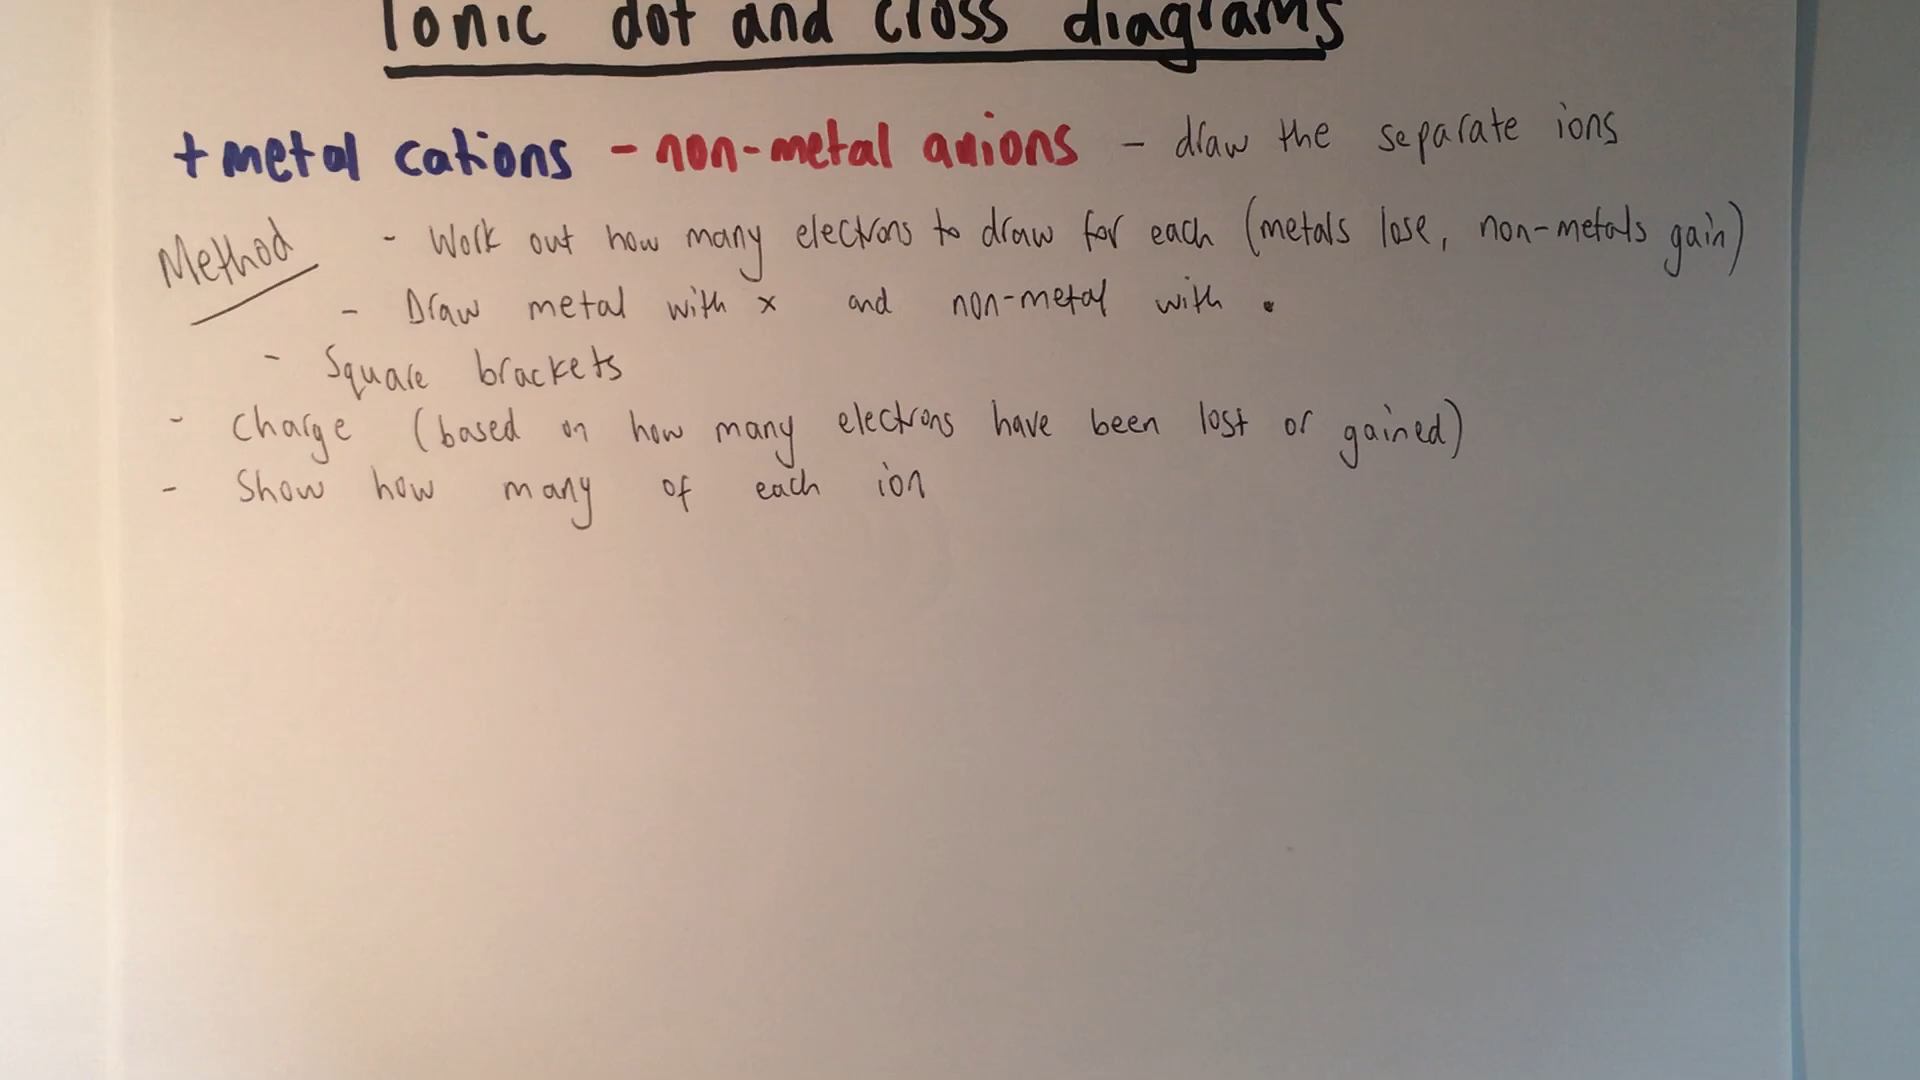 Ionic dot and cross diagrams
+ metal cations - non-metal anions - draw the separate ions
Method - Work out how many electrons to draw for each (metals lose, non-metals gain)
- Draw metal with x and non-metal with •
- Square brackets
- Charge (based on how many electrons have been lost or gained)
- Show how many of each ion